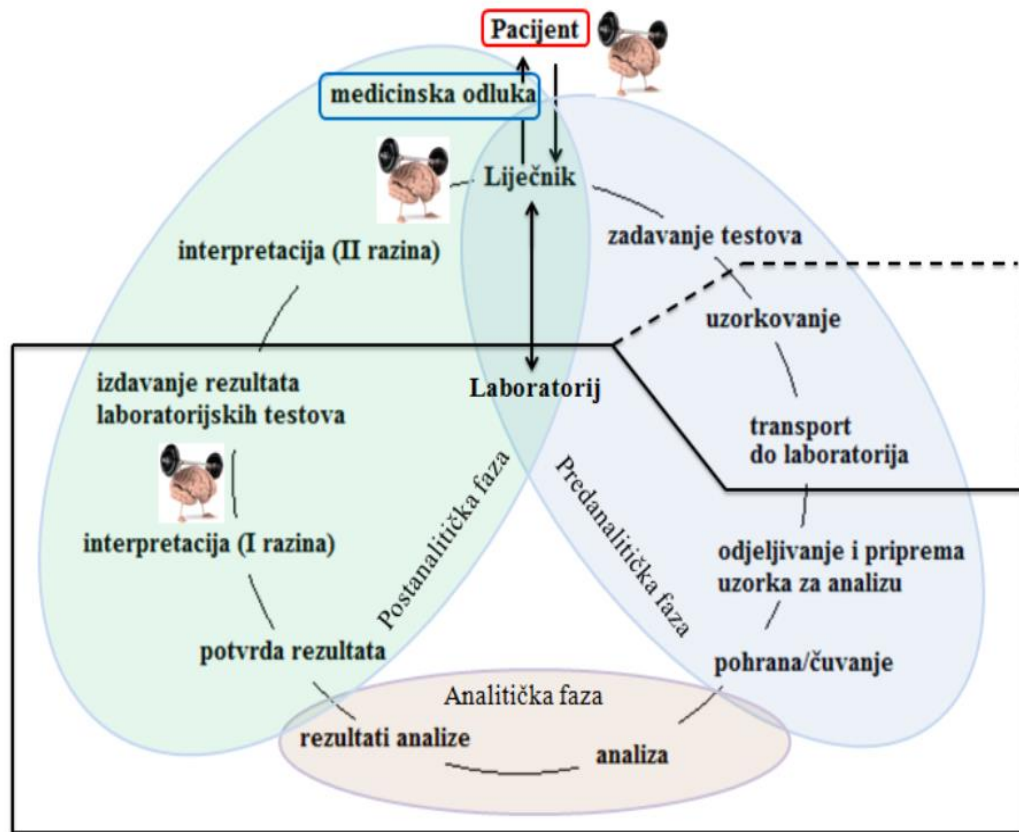 Pacijent
medicinska odluka
Liječnik
zadavanje testova
interpretacija (II razina)
uzorkovanje
izdavanje rezultata
laboratorijskih testova
Laboratorij
transport
do laboratorija
interpretacija (I razina)
Postanalitička faza
Predanalitička faza
odjeljivanje i priprema
uzorka za analizu
potvrda rezultata
pohrana/čuvanje
Analitička faza
rezultati analize
analiza